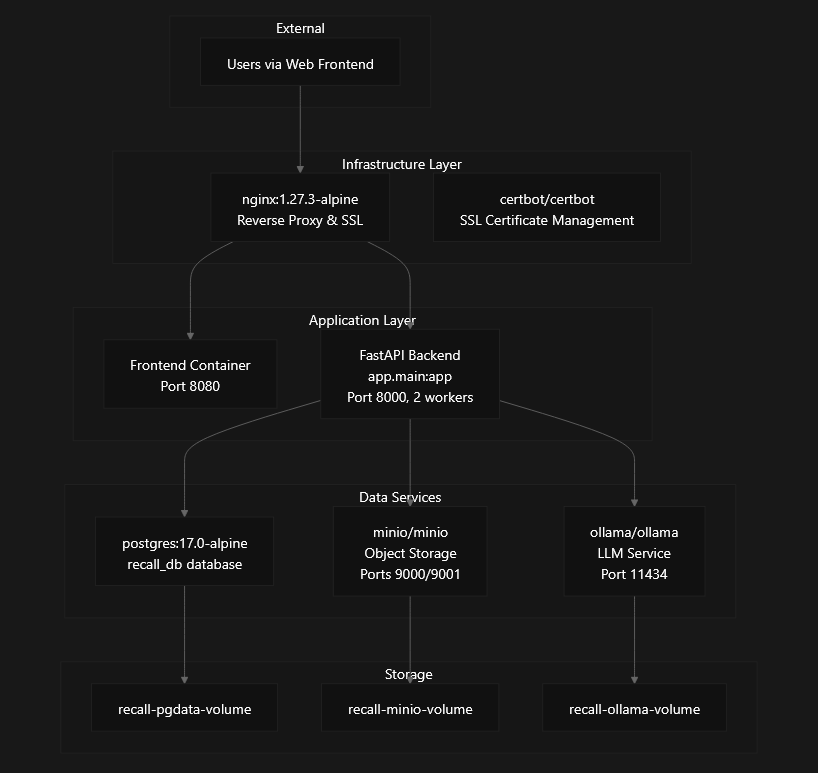 External
Users via Web Frontend
Infrastructure Layer
nginx:1.27.3-alpine
Reverse Proxy & SSL
certbot/certbot
SSL Certificate Management
Application Layer
Frontend Container
Port 8080
FastAPI Backend
app.main:app
Port 8000, 2 workers
Data Services
postgres:17.0-alpine
recall_db database
minio/minio
Object Storage
Ports 9000/9001
ollama/ollama
LLM Service
Port 11434
Storage
recall-pgdata-volume
recall-minio-volume
recall-ollama-volume